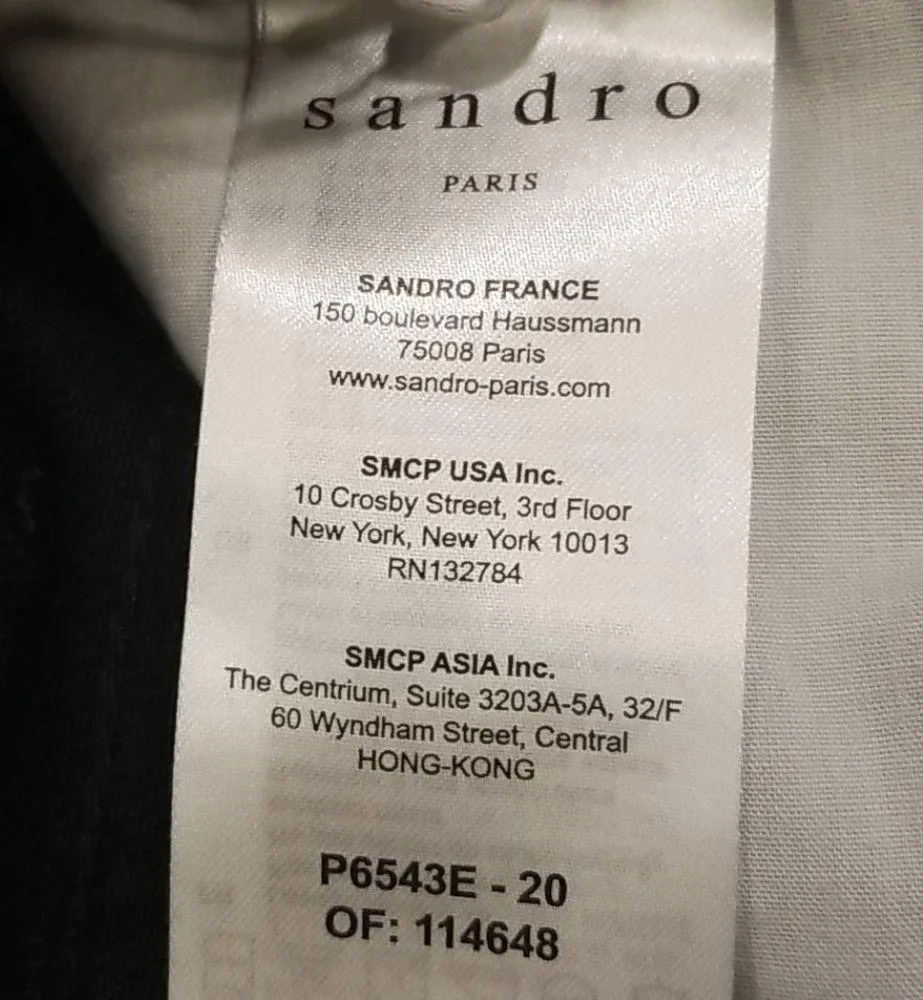 sandro
PARIS
SANDRO FRANCE
150 boulevard Haussmann
75008 Paris
www.sandro-paris.com
SMCP USA Inc.
10 Crosby Street, 3rd Floor
New York, New York 10013
RN132784
SMCP ASIA Inc.
The Centrium, Suite 3203A-5A, 32/F
60 Wyndham Street, Central
HONG-KONG
P6543E - 20
OF: 114648